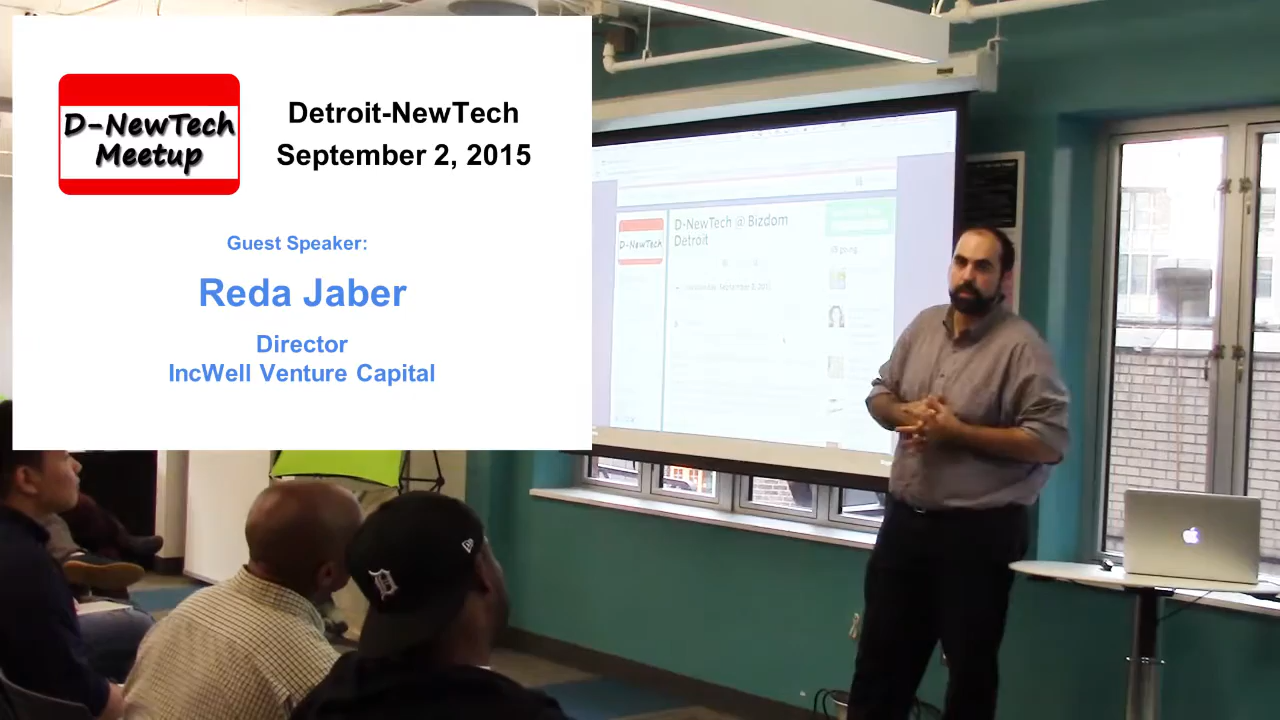 D-NewTech
Meetup
Detroit-NewTech
September 2, 2015
Guest Speaker:
Reda Jaber
Director
IncWell Venture Capital
D-NewTech @ Bizdom
Detroit
D-NewTech